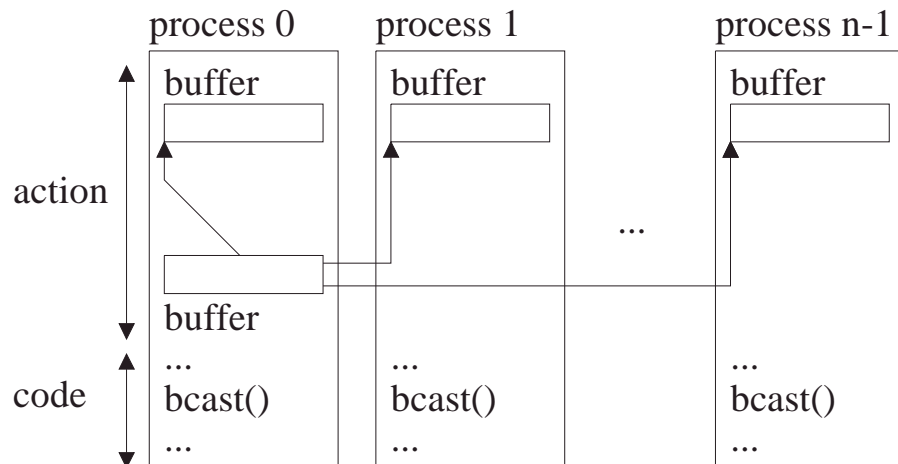 process 0 process 1 process n-1
buffer buffer buffer
action
...
buffer
... ... ...
code
bcast() bcast() bcast()
... ... ...